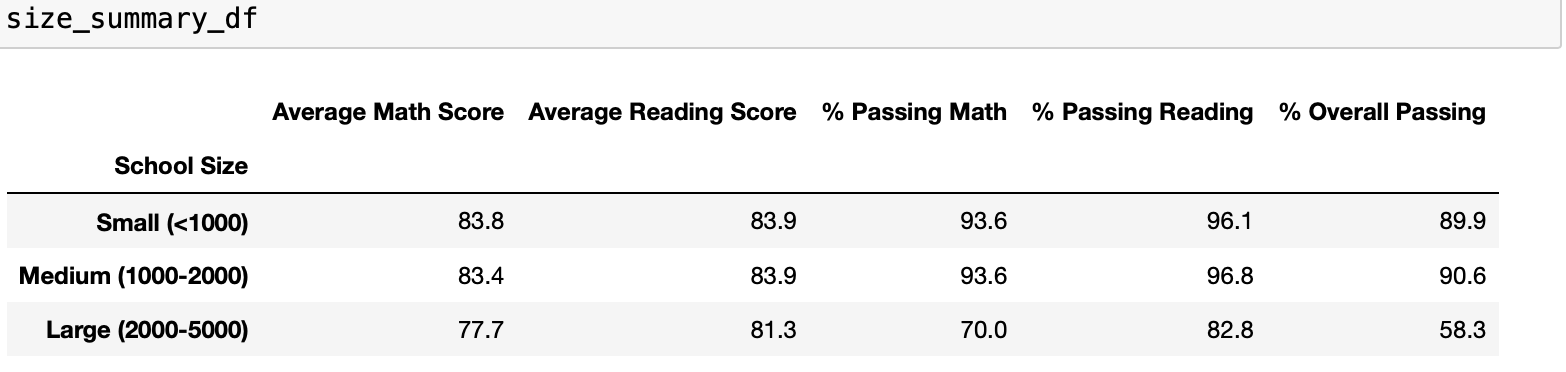 size_summary_df
Average Math Score Average Reading Score % Passing Math % Passing Reading % Overall Passing
School Size
Small (<1000) 83.8 83.9 93.6 96.1 89.9
Medium (1000-2000) 83.4 83.9 93.6 96.8 90.6
Large (2000-5000) 77.7 81.3 70.0 82.8 58.3